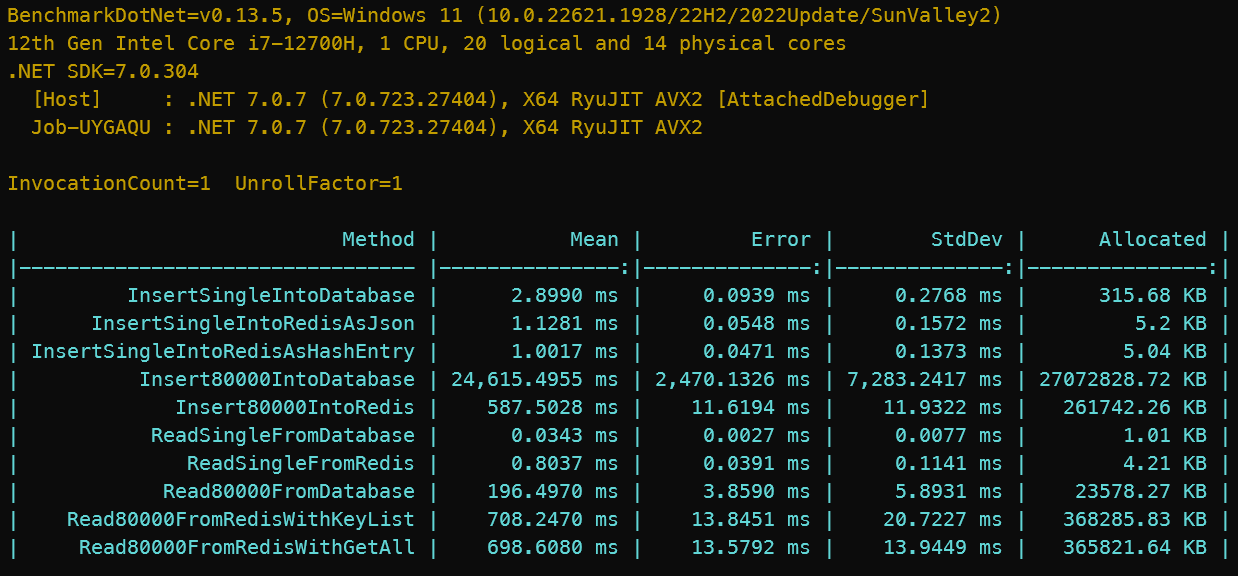 BenchmarkDotNet=v0.13.5, OS=Windows 11 (10.0.22621.1928/22H2/2022Update/SunValley2)
12th Gen Intel Core i7-12700H, 1 CPU, 20 logical and 14 physical cores
.NET SDK=7.0.304
  [Host]     : .NET 7.0.7 (7.0.723.27404), X64 RyuJIT AVX2 [AttachedDebugger]
  Job-UYGAQU : .NET 7.0.7 (7.0.723.27404), X64 RyuJIT AVX2

InvocationCount=1  UnrollFactor=1

|                           Method |           Mean |         Error |        StdDev |      Allocated |
|--------------------------------- |---------------:|--------------:|--------------:|---------------:|
|         InsertSingleIntoDatabase |      2.8990 ms |     0.0939 ms |     0.2768 ms |      315.68 KB |
|      InsertSingleIntoRedisAsJson |      1.1281 ms |     0.0548 ms |     0.1572 ms |         5.2 KB |
| InsertSingleIntoRedisAsHashEntry |      1.0017 ms |     0.0471 ms |     0.1373 ms |        5.04 KB |
|          Insert80000IntoDatabase | 24,615.4955 ms | 2,470.1326 ms | 7,283.2417 ms | 27072828.72 KB |
|             Insert80000IntoRedis |    587.5028 ms |    11.6194 ms |    11.9322 ms |   261742.26 KB |
|           ReadSingleFromDatabase |      0.0343 ms |     0.0027 ms |     0.0077 ms |        1.01 KB |
|              ReadSingleFromRedis |      0.8037 ms |     0.0391 ms |     0.1141 ms |        4.21 KB |
|            Read80000FromDatabase |    196.4970 ms |     3.8590 ms |     5.8931 ms |    23578.27 KB |
|    Read80000FromRedisWithKeyList |    708.2470 ms |    13.8451 ms |    20.7227 ms |   368285.83 KB |
|     Read80000FromRedisWithGetAll |    698.6080 ms |    13.5792 ms |    13.9449 ms |   365821.64 KB |